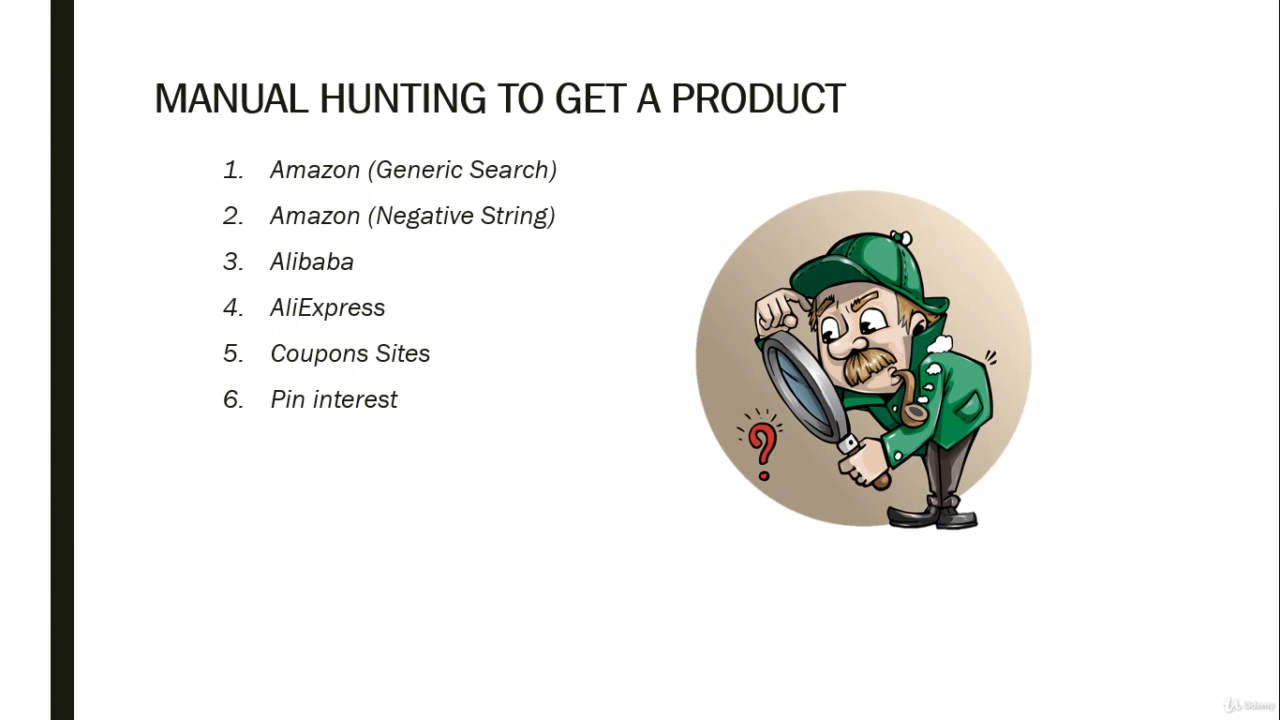 MANUAL HUNTING TO GET A PRODUCT
1. Amazon (Generic Search)
2. Amazon (Negative String)
3. Alibaba
4. AliExpress
5. Coupons Sites
6. Pin interest
?
Udemy